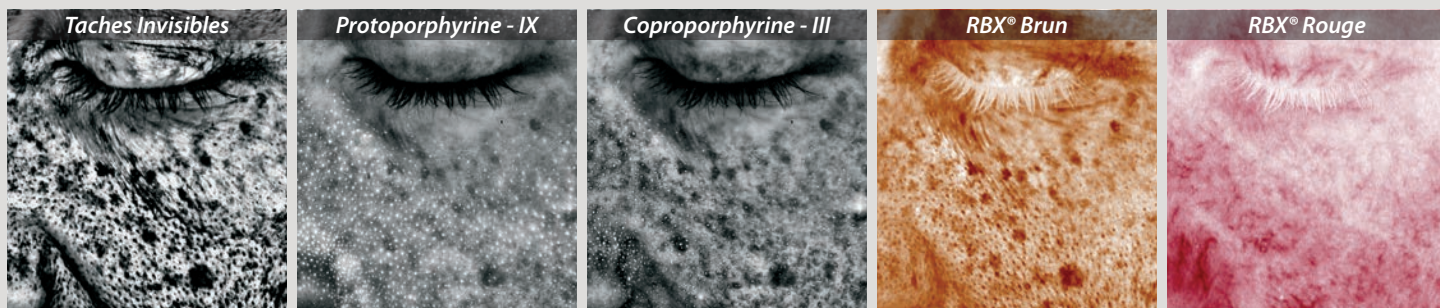 Taches Invisibles
Protoporphyrine - IX
Coproporphyrine - III
RBX® Brun
RBX® Rouge